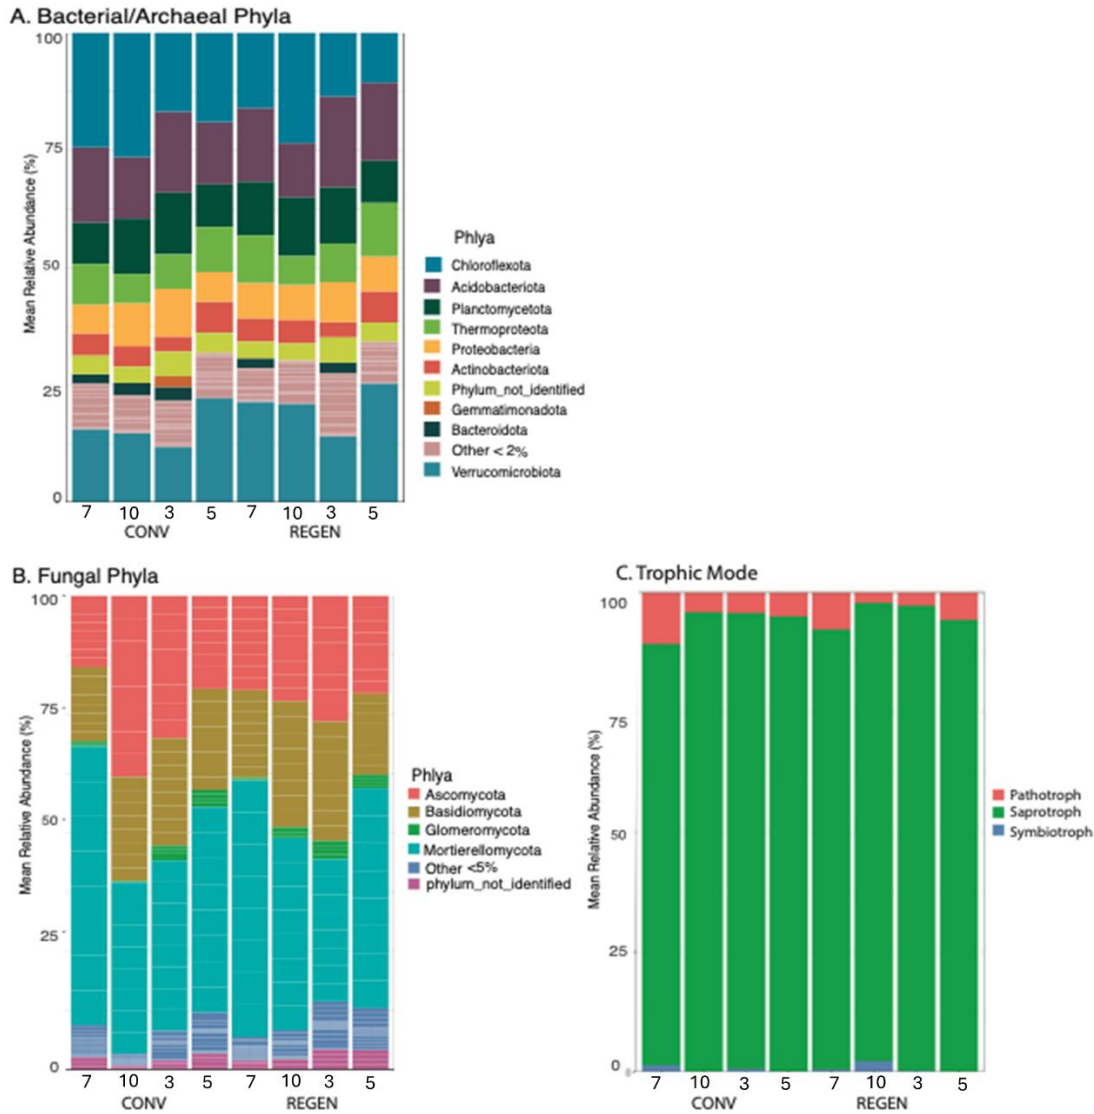 A. Bacterial/Archaeal Phyla
100
75
50
25
0
Mean Relative Abundance (%)
7 10 3 5 7 10 3 5
CONV REGEN
Phlya
Chloroflexota
Acidobacteriota
Planctomycetota
Thermoproteota
Proteobacteria
Actinobacteriota
Phylum_not_identified
Gemmatimonadota
Bacteroidota
Other < 2%
Verrucomicrobiota
B. Fungal Phyla
100
75
50
25
0
Mean Relative Abundance (%)
7 10 3 5 7 10 3 5
CONV REGEN
Phlya
Ascomycota
Basidiomycota
Glomeromycota
Mortierellomycota
Other <5%
phylum_not_identified
C. Trophic Mode
100
75
50
25
0
Mean Relative Abundance (%)
7 10 3 5 7 10 3 5
CONV REGEN
Pathotroph
Saprotroph
Symbiotroph